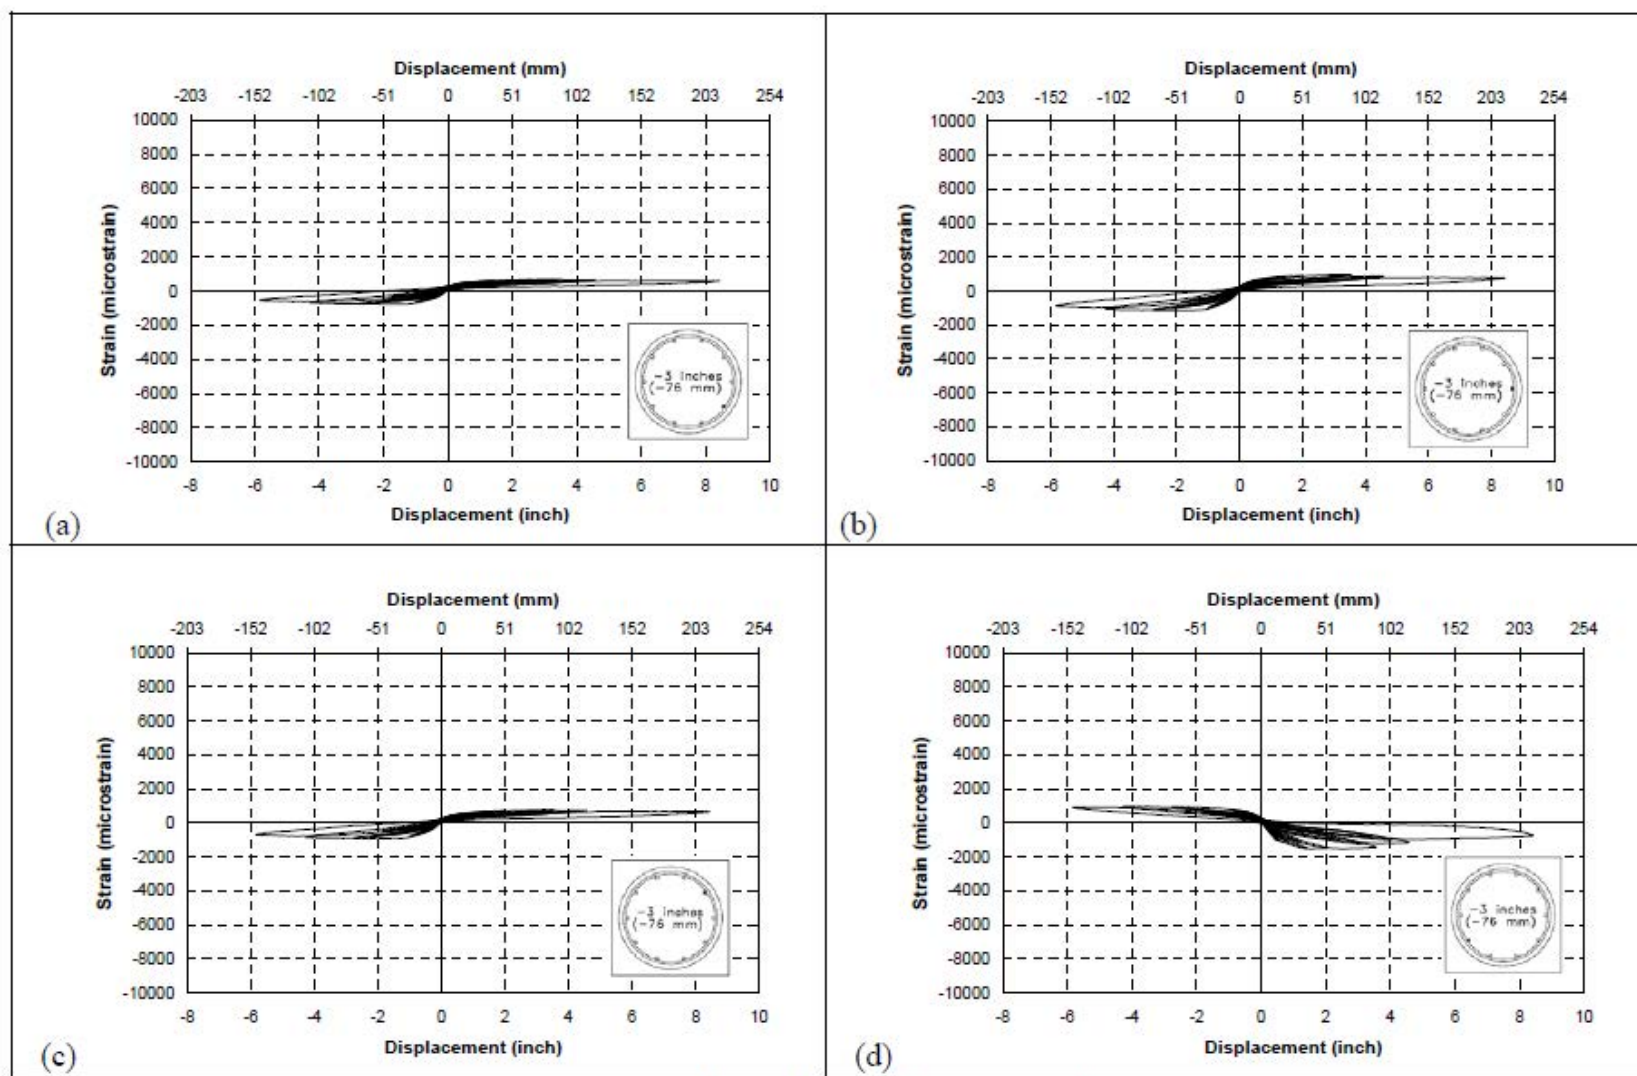 Displacement (mm)
-203 -152 -102 -51 0 51 102 152 203 254
10000
8000
6000
4000
2000
0
-2000
-4000
-6000
-8000
-10000
Strain (microstrain)
-3 inches
(-76 mm)
-8 -6 -4 -2 0 2 4 6 8 10
Displacement (inch)
(a)
Displacement (mm)
-203 -152 -102 -51 0 51 102 152 203 254
10000
8000
6000
4000
2000
0
-2000
-4000
-6000
-8000
-10000
Strain (microstrain)
-3 inches
(-76 mm)
-8 -6 -4 -2 0 2 4 6 8 10
Displacement (inch)
(b)
Displacement (mm)
-203 -152 -102 -51 0 51 102 152 203 254
10000
8000
6000
4000
2000
0
-2000
-4000
-6000
-8000
-10000
Strain (microstrain)
-3 inches
(-76 mm)
-8 -6 -4 -2 0 2 4 6 8 10
Displacement (inch)
(c)
Displacement (mm)
-203 -152 -102 -51 0 51 102 152 203 254
10000
8000
6000
4000
2000
0
-2000
-4000
-6000
-8000
-10000
Strain (microstrain)
-3 inches
(-76 mm)
-8 -6 -4 -2 0 2 4 6 8 10
Displacement (inch)
(d)